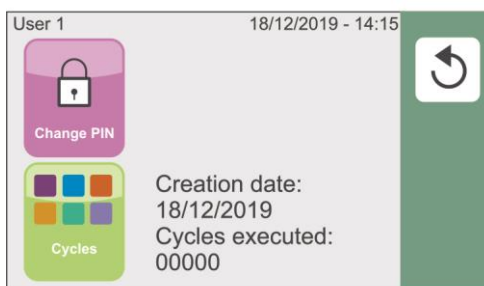 User 1
18/12/2019 - 14:15
Change PIN
Cycles
Creation date:
18/12/2019
Cycles executed:
00000